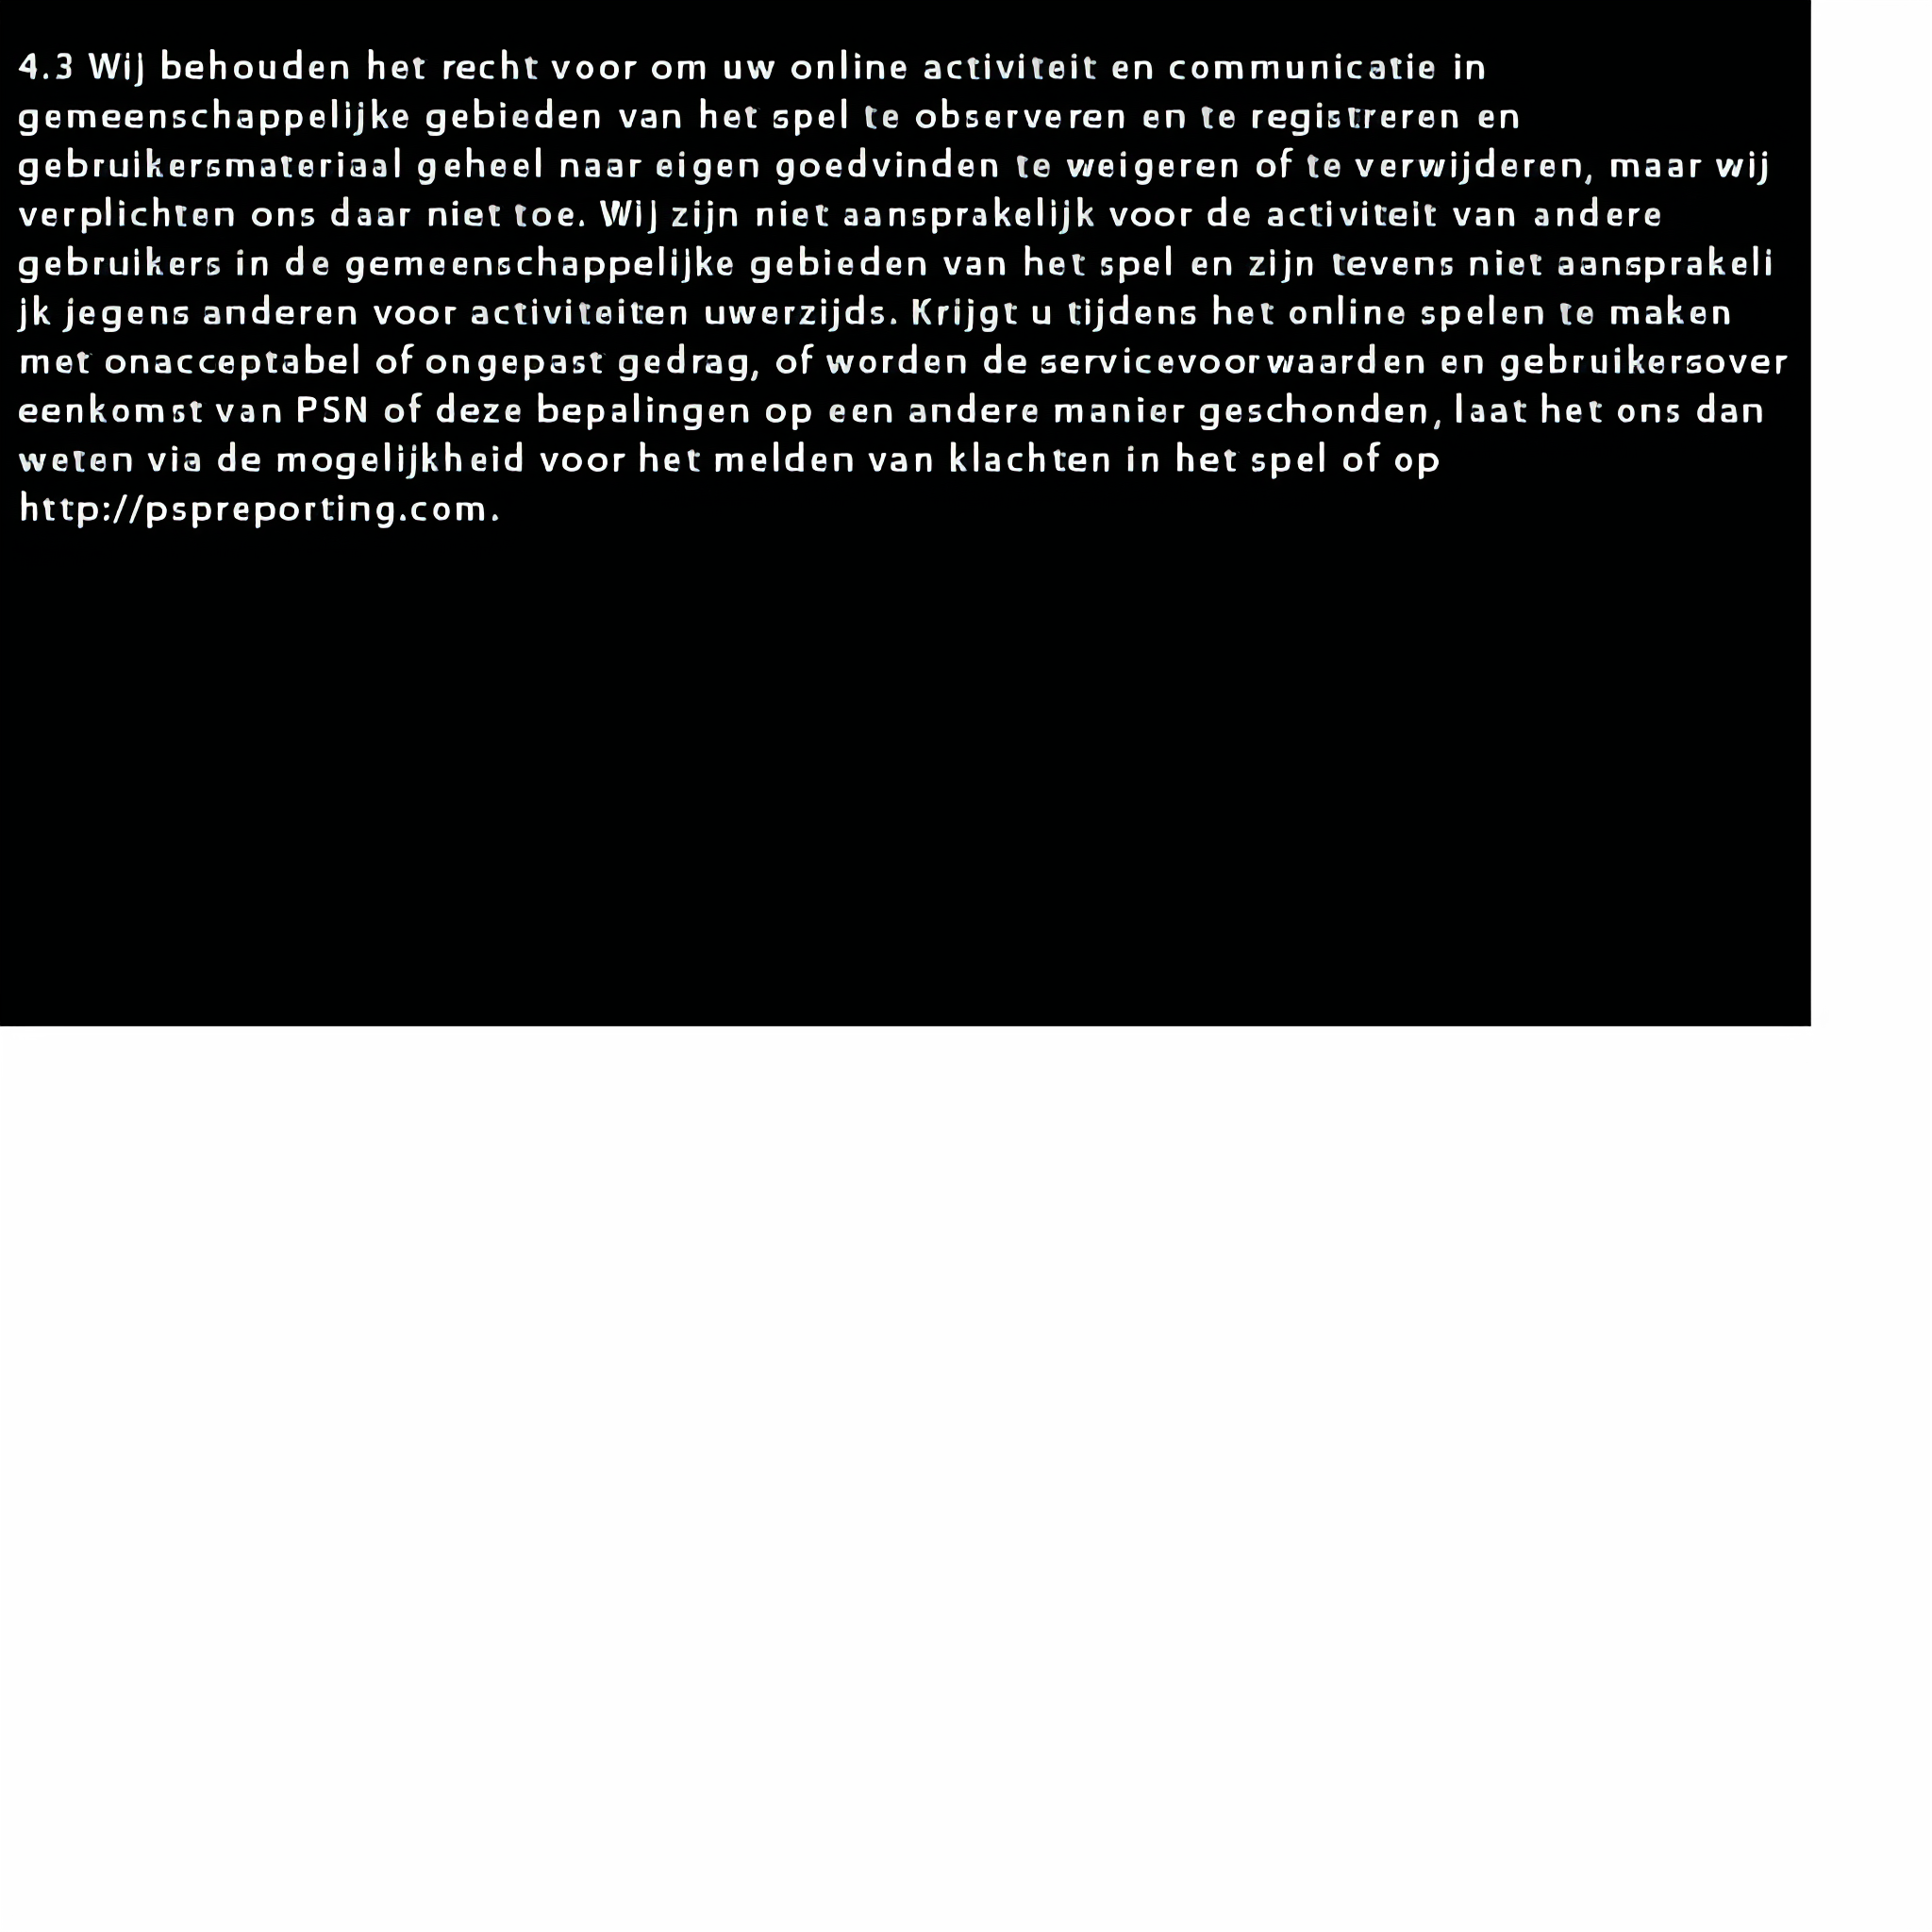 4.3 Wij behouden het recht voor om uw online activiteit en communicatie in
gemeenschappelijke gebieden van het spel te observeren en te registreren en
gebruikersmateriaal geheel naar eigen goedvinden te weigeren of te verwijderen, maar wij
verplichten ons daar niet toe. Wij zijn niet aansprakelijk voor de activiteit van andere
gebruikers in de gemeenschappelijke gebieden van het spel en zijn tevens niet aansprakeli
jk jegens anderen voor activiteiten uwerzijds. Krijgt u tijdens het online spelen te maken
met onacceptabel of ongepast gedrag, of worden de servicevoorwaarden en gebruikersover
eenkomst van PSN of deze bepalingen op een andere manier geschonden, laat het ons dan
weten via de mogelijkheid voor het melden van klachten in het spel of op
http://pspreporting.com.